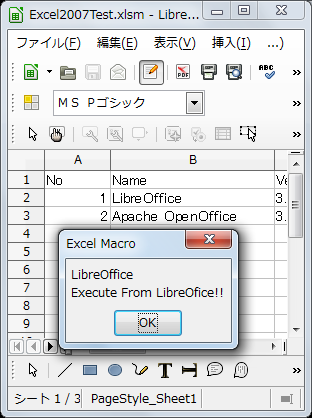 Excel2007Test.xlsm - Libre...
ファイル(F) 編集(E) 表示(V) 挿入(I) ...)
PDF ABC
MS Pゴシック
A B
1 No Name Ve
2 1 LibreOffice 3.
3 2 Apache OpenOffice 3.
4
5
6
7
8
9
Excel Macro
LibreOffice
Execute From LibreOfice!!
OK
T
シート 1 / 3 PageStyle_Sheet1